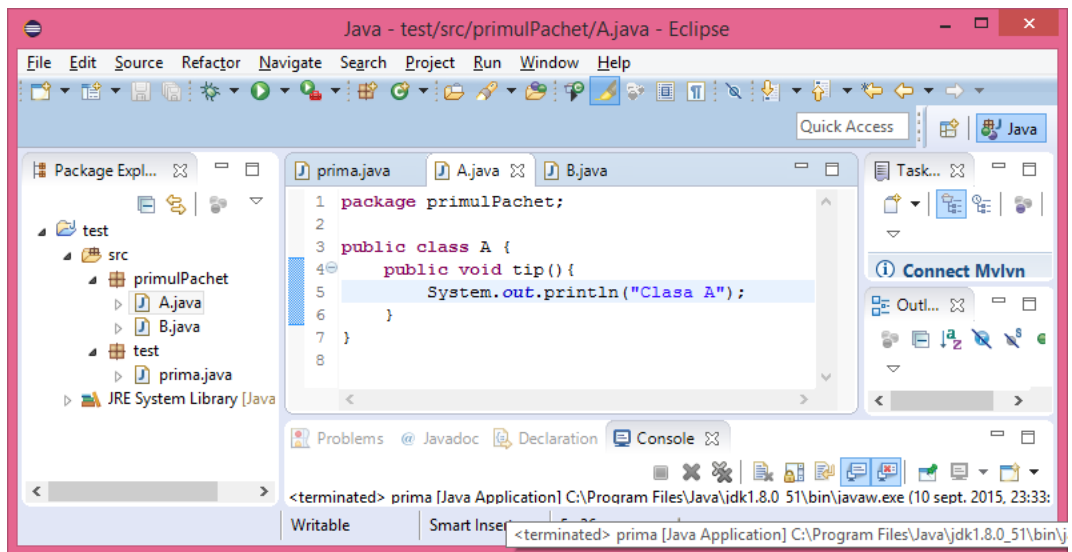 Java - test/src/primulPachet/A.java - Eclipse
File Edit Source Refactor Navigate Search Project Run Window Help
Quick Access
Java
Package Expl...
test
src
primulPachet
A.java
B.java
test
prima.java
JRE System Library [Java
prima.java A.java B.java
1 package primulPachet;
2
3 public class A {
4 public void tip(){
5 System.out.println("Clasa A");
6 }
7 }
8
Task...
Connect Mylyn
Outl...
Problems @ Javadoc Declaration Console
<terminated> prima [Java Application] C:\Program Files\Java\jdk1.8.0_51\bin\javaw.exe (10 sept. 2015, 23:33:
Writable Smart Inser
<terminated> prima [Java Application] C:\Program Files\Java\jdk1.8.0_51\bin\j